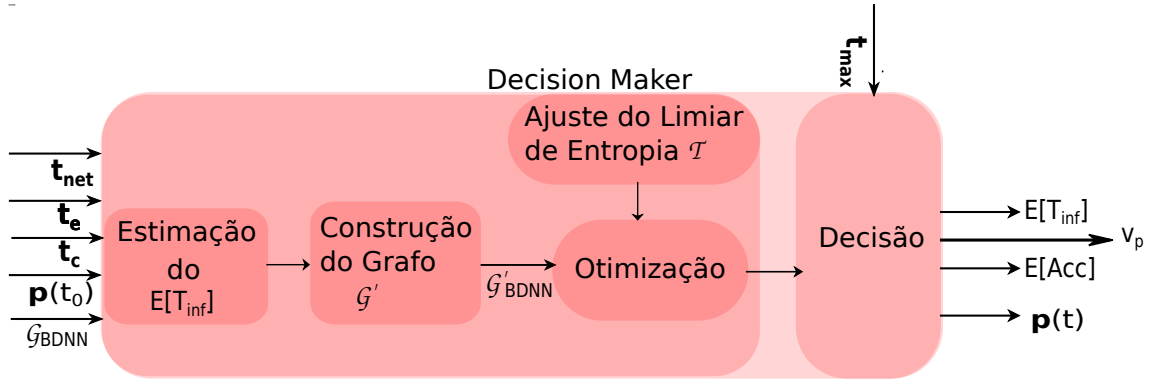 t_max
Decision Maker
Ajuste do Limiar
de Entropia 𝒯
t_net
t_e
t_c
p(t_0)
𝒢_BDNN
Estimação
do
E[T_inf]
Construção
do Grafo
𝒢'
𝒢'_BDNN
Otimização
Decisão
E[T_inf]
v_p
E[Acc]
p(t)